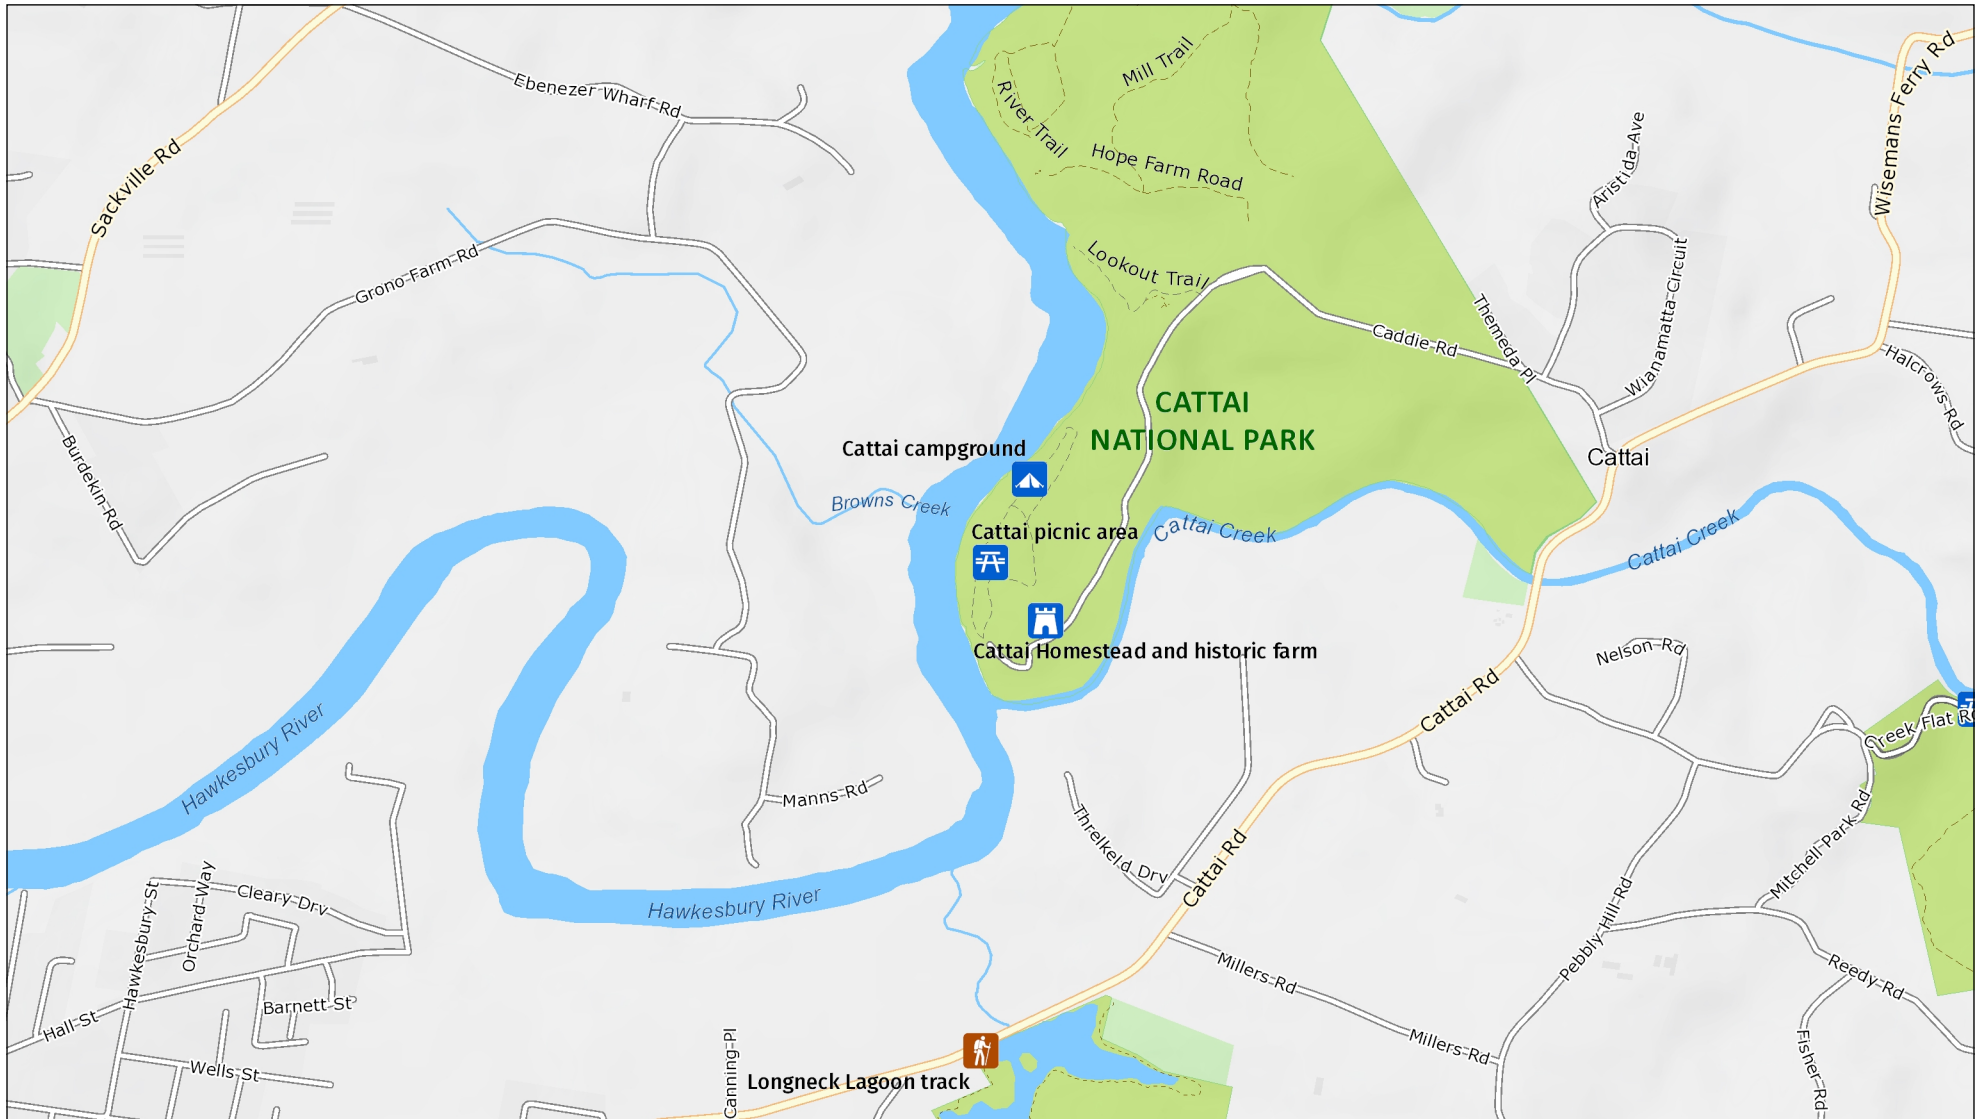 Ebenezer Wharf Rd
Mill Trail
Wisemans Ferry Rd
River Trail
Sackville Rd
Hope Farm Road
Aristida Ave
Grono Farm Rd
Lookout Trail
Wianamatta Circuit
Themeda Pl
Caddie Rd
Halcrows Rd
CATTAI
NATIONAL PARK
Cattai
Burdekin Rd
Cattai campground
Browns Creek
Cattai picnic area
Cattai Creek
Cattai Creek
Cattai Homestead and historic farm
Nelson Rd
Cattai Rd
Creek Flat Rd
Hawkesbury River
Manns Rd
Threlkeld Drv
Cattai Rd
Mitchell Park Rd
Hawkesbury River
Cleary Drv
Orchard Way
Hawkesbury St
Pebbly Hill Rd
Millers Rd
Reedy Rd
Barnett St
Hall St
Millers Rd
Wells St
Canning Pl
Longneck Lagoon track
Fisher Rd